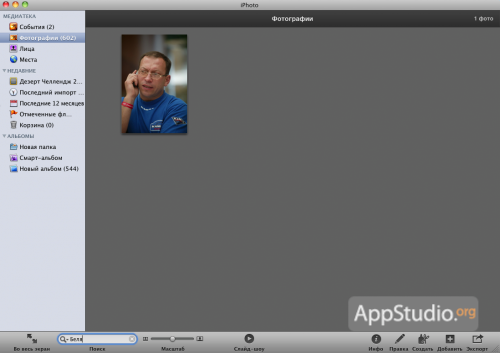 iPhoto
МЕДИАТЕКА
События (2)
Фотографии (602)
Лица
Места
НЕДАВНИЕ
Дезерт Челлендж 2...
Последний импорт ...
Последние 12 месяцев
Отмеченные фл...
Корзина (0)
АЛЬБОМЫ
Новая папка
Смарт-альбом
Новый альбом (544)
Фотографии
1 фото
AppStudio.org
Беля
Во весь экран
Поиск
Масштаб
Слайд-шоу
Инфо
Правка
Создать
Добавить
Экспорт